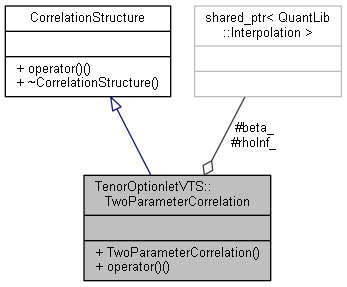 CorrelationStructure
+ operator()()
+ ~CorrelationStructure()
shared_ptr< QuantLib
::Interpolation >
#beta_
#rhoInf_
TenorOptionletVTS::
TwoParameterCorrelation
+ TwoParameterCorrelation()
+ operator()()